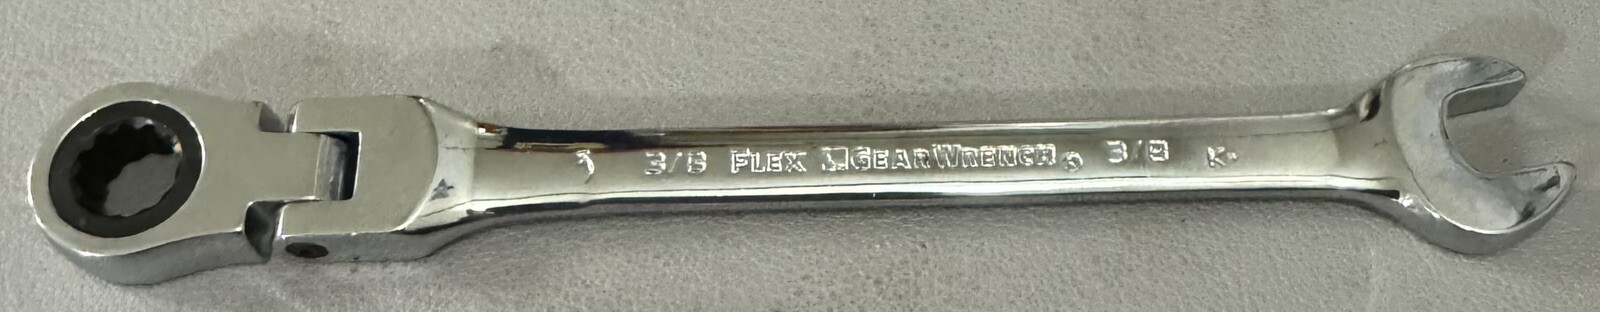 3/8 FLEX GEARWRENCH® 3/8 K